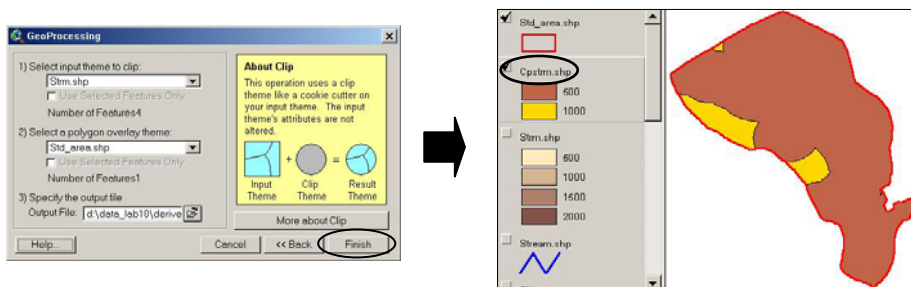 GeoProcessing
1) Select input theme to clip:
Strm.shp
Use Selected Features Only
Number of Features4
2) Select a polygon overlay theme:
Std_area.shp
Use Selected Features Only
Number of Features1
3) Specify the output file
Output File: d:\data_lab10\derive
About Clip
This operation uses a clip
theme like a cookie cutter on
your input theme. The input
theme's attributes are not
altered.
Input Theme
Clip Theme
Result Theme
More about Clip
Help...
Cancel
<< Back
Finish
Std_area.shp
Cpstrm.shp
600
1000
Strm.shp
600
1000
1500
2000
Stream.shp